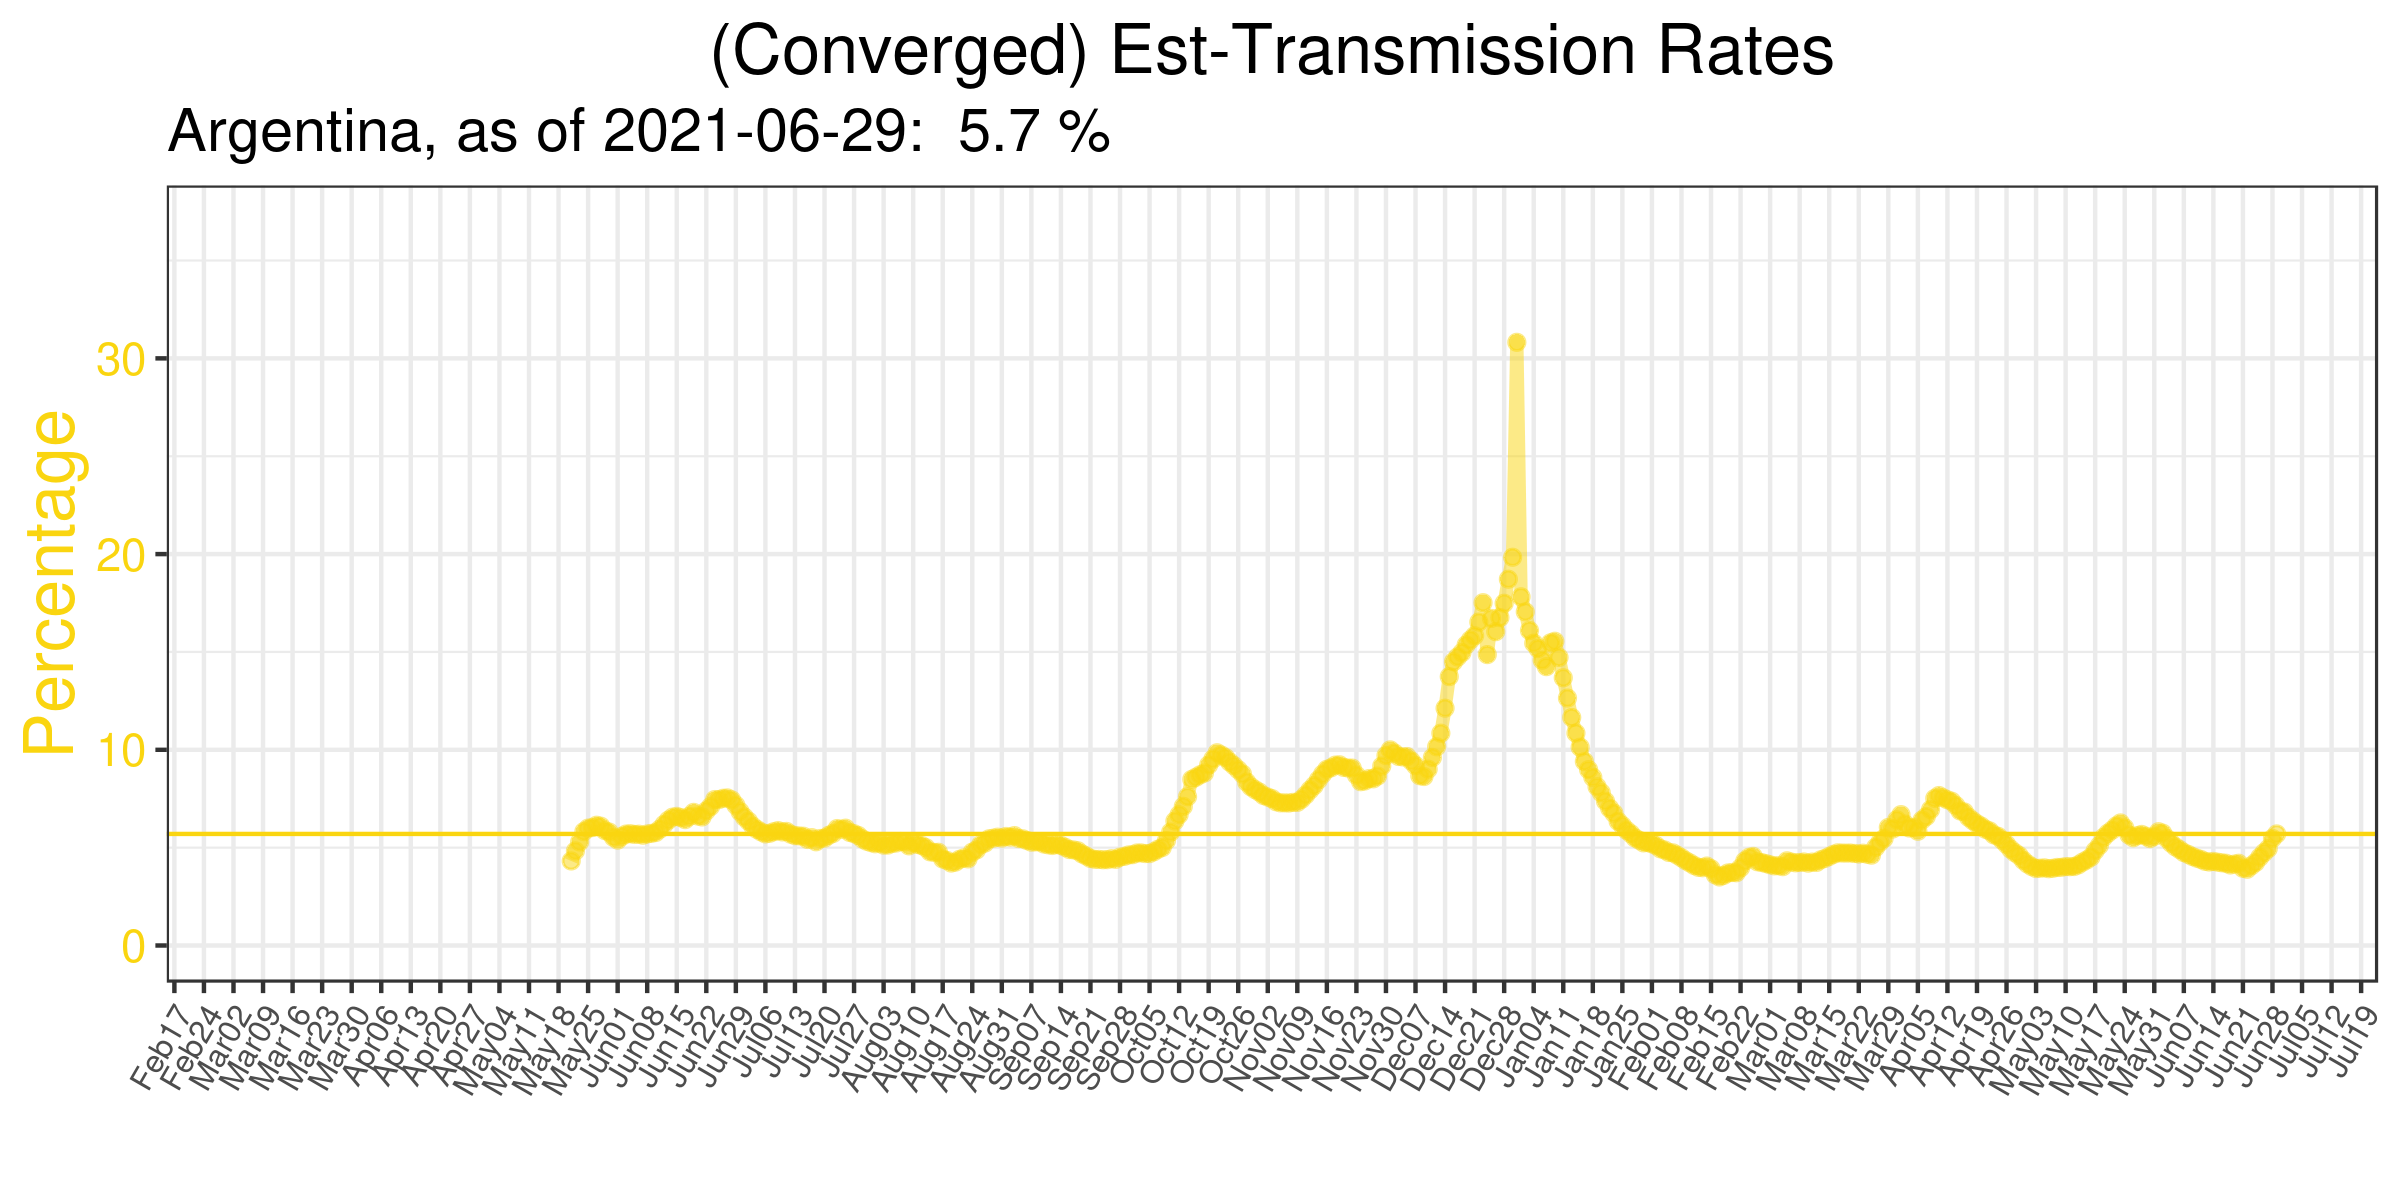 (Converged) Est-Transmission Rates
Argentina, as of 2021-06-29:  5.7 %
Percentage
30
20
10
0
Feb17
Feb24
Mar02
Mar09
Mar16
Mar23
Mar30
Apr06
Apr13
Apr20
Apr27
May04
May11
May18
May25
Jun01
Jun08
Jun15
Jun22
Jun29
Jul06
Jul13
Jul20
Jul27
Aug03
Aug10
Aug17
Aug24
Aug31
Sep07
Sep14
Sep21
Sep28
Oct05
Oct12
Oct19
Oct26
Nov02
Nov09
Nov16
Nov23
Nov30
Dec07
Dec14
Dec21
Dec28
Jan04
Jan11
Jan18
Jan25
Feb01
Feb08
Feb15
Feb22
Mar01
Mar08
Mar15
Mar22
Mar29
Apr05
Apr12
Apr19
Apr26
May03
May10
May17
May24
May31
Jun07
Jun14
Jun21
Jun28
Jul05
Jul12
Jul19